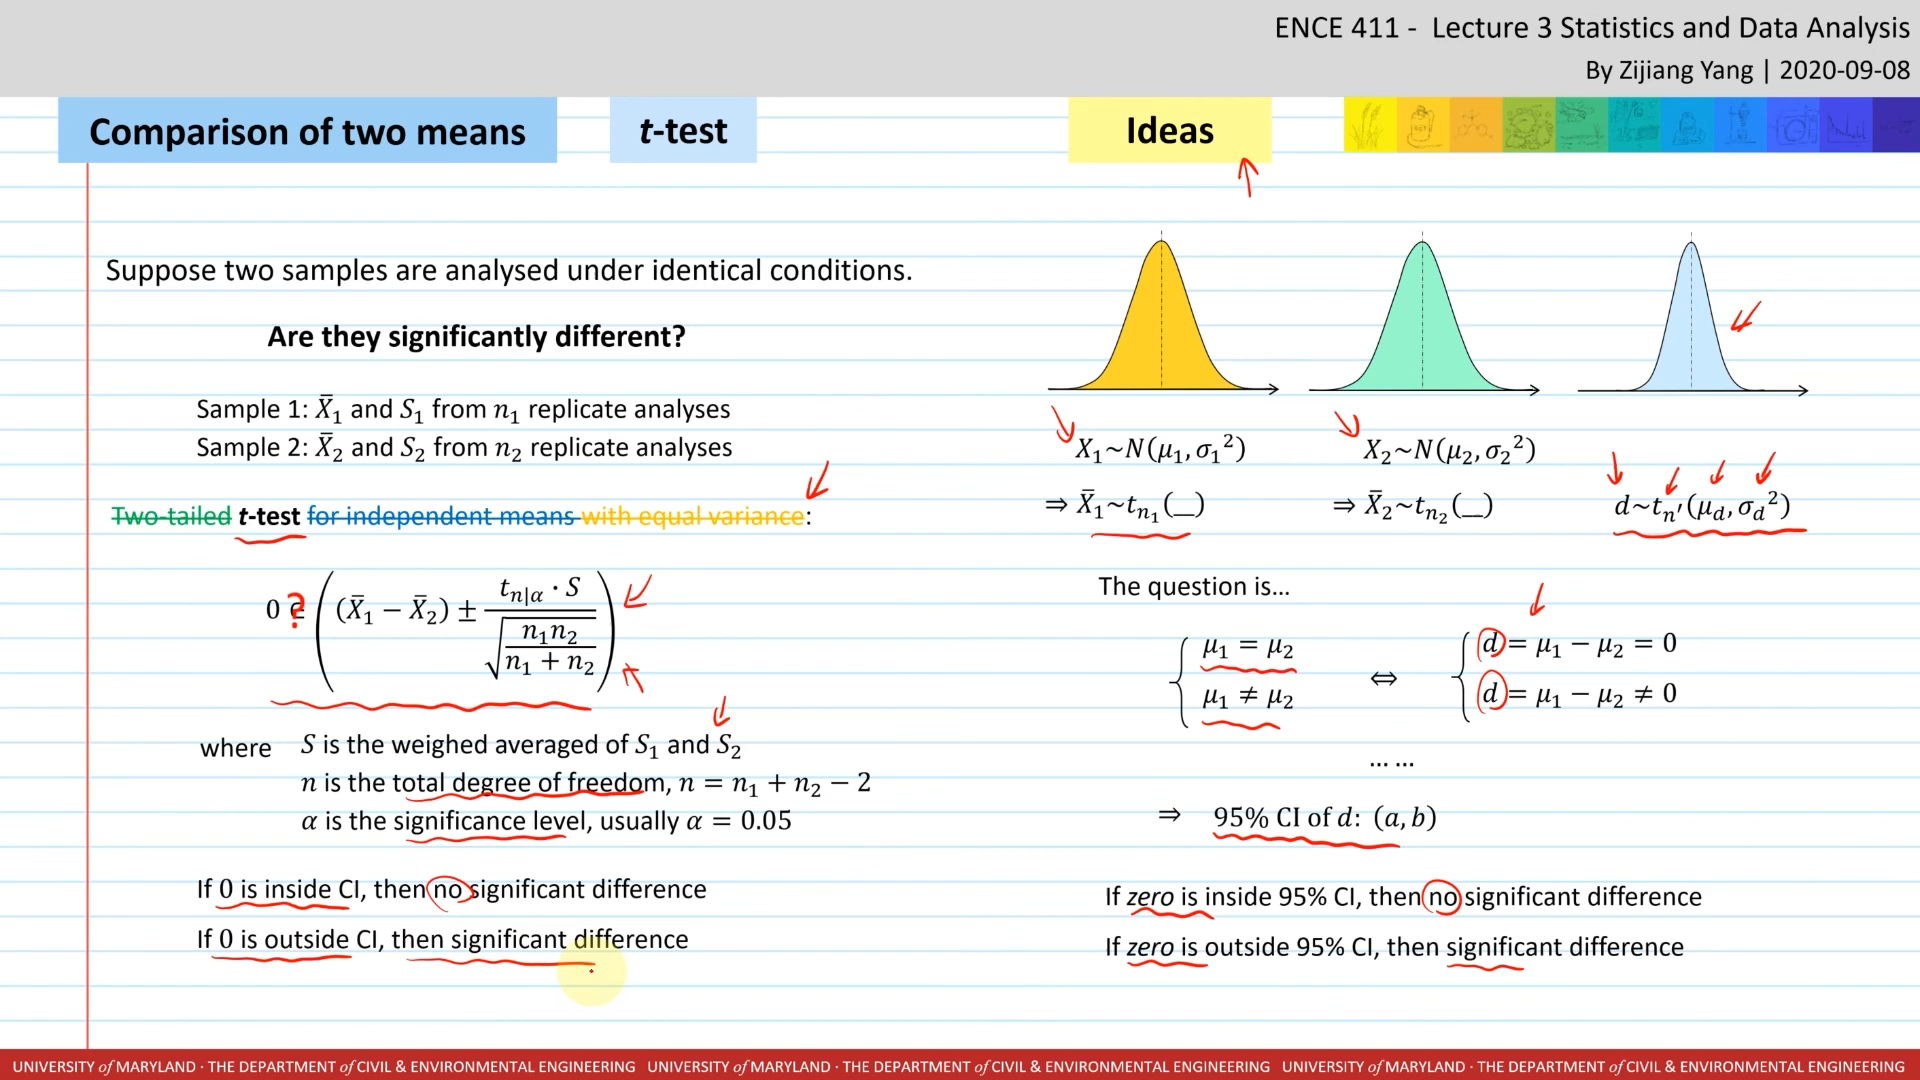 ENCE 411 - Lecture 3 Statistics and Data Analysis
By Zijiang Yang | 2020-09-08
Comparison of two means
t-test
Ideas
Suppose two samples are analysed under identical conditions.
Are they significantly different?
Sample 1: X̄₁ and S₁ from n₁ replicate analyses
Sample 2: X̄₂ and S₂ from n₂ replicate analyses
Two-tailed t-test for independent means with equal variance:
0 ? ( (X̄₁ − X̄₂) ± (tₙ|α · S) / √(n₁n₂ / (n₁ + n₂)) )
where S is the weighed averaged of S₁ and S₂
n is the total degree of freedom, n = n₁ + n₂ − 2
α is the significance level, usually α = 0.05
If 0 is inside CI, then no significant difference
If 0 is outside CI, then significant difference
X₁~N(μ₁, σ₁²)
X₂~N(μ₂, σ₂²)
⇒ X̄₁~tₙ₁(_)
⇒ X̄₂~tₙ₂(_)
d~tₙ′(μ_d, σ_d²)
The question is...
μ₁ = μ₂
μ₁ ≠ μ₂
⇔
d = μ₁ − μ₂ = 0
d = μ₁ − μ₂ ≠ 0
... ...
⇒ 95% CI of d: (a, b)
If zero is inside 95% CI, then no significant difference
If zero is outside 95% CI, then significant difference
UNIVERSITY of MARYLAND · THE DEPARTMENT of CIVIL & ENVIRONMENTAL ENGINEERING UNIVERSITY of MARYLAND · THE DEPARTMENT of CIVIL & ENVIRONMENTAL ENGINEERING UNIVERSITY of MARYLAND · THE DEPARTMENT of CIVIL & ENVIRONMENTAL ENGINEERING